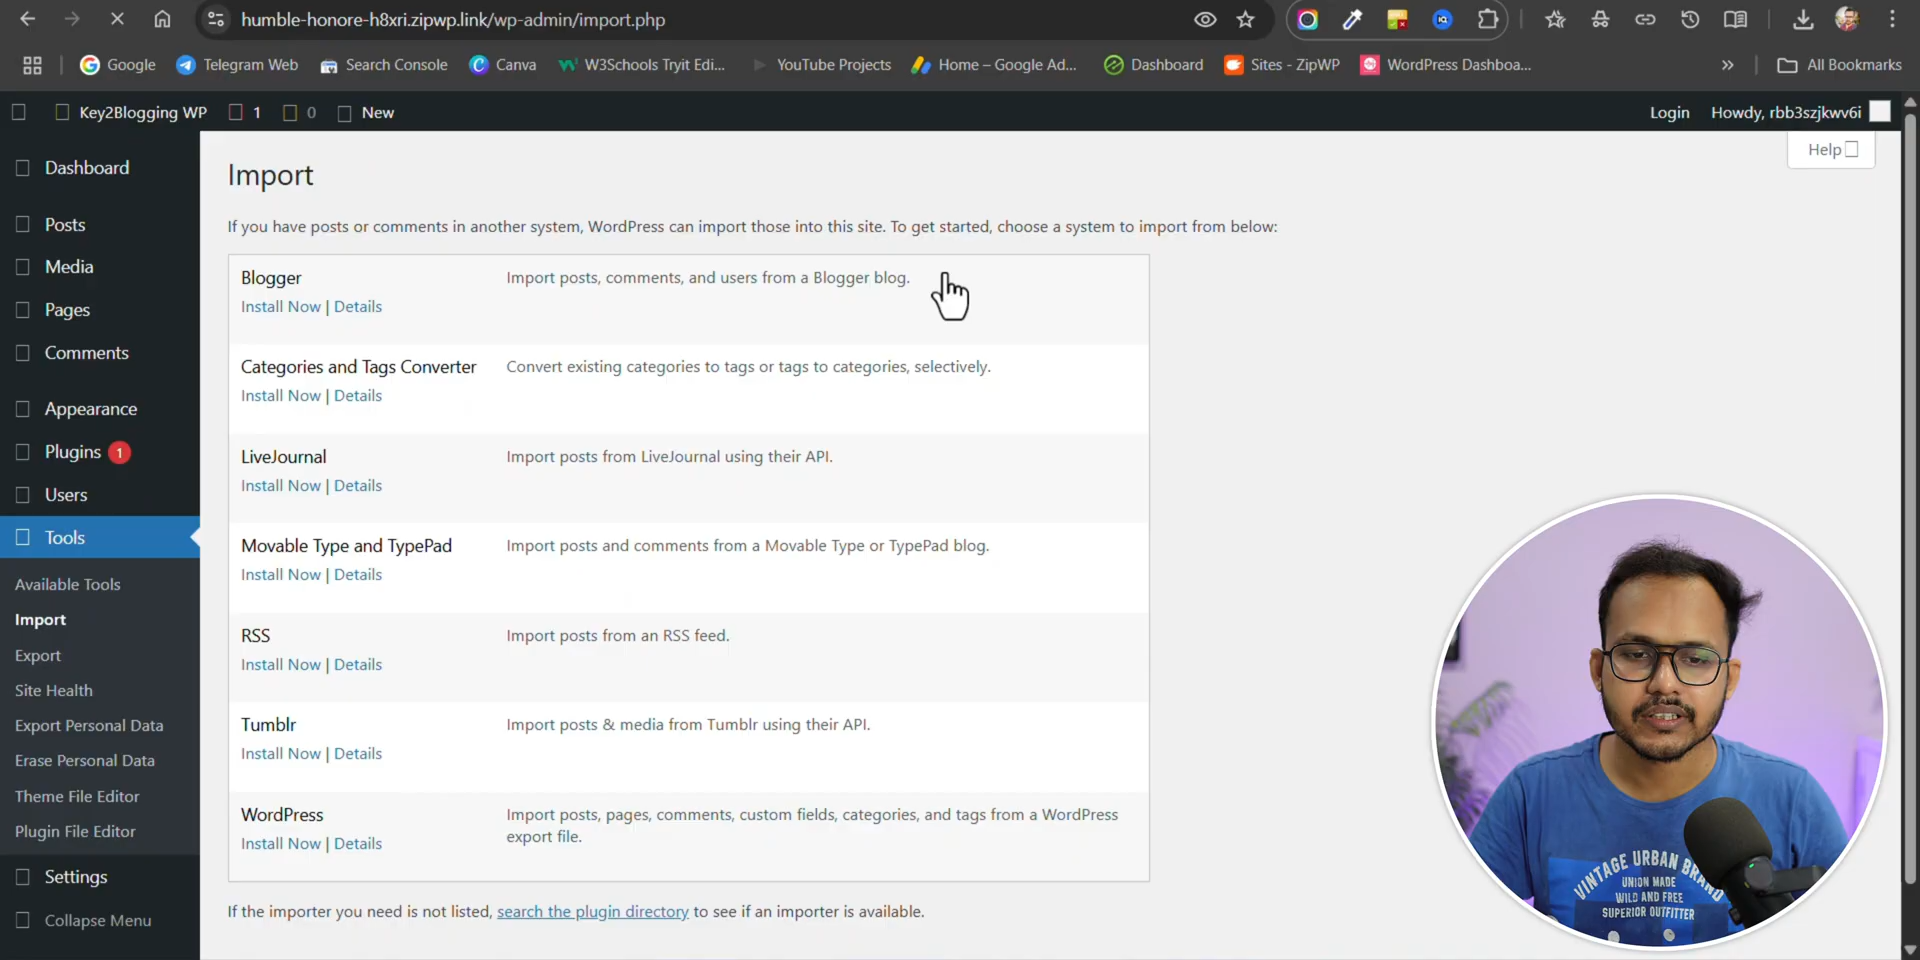 humble-honore-h8xri.zipwp.link/wp-admin/import.php
Google Telegram Web Search Console Canva W3Schools Tryit Edi... YouTube Projects Home – Google Ad... Dashboard Sites - ZipWP WordPress Dashboa... » All Bookmarks
Key2Blogging WP 1 0 New Login Howdy, rbb3szjkwv6i
Help
Dashboard
Posts
Media
Pages
Comments
Appearance
Plugins 1
Users
Tools
Available Tools
Import
Export
Site Health
Export Personal Data
Erase Personal Data
Theme File Editor
Plugin File Editor
Settings
Collapse Menu
Import
If you have posts or comments in another system, WordPress can import those into this site. To get started, choose a system to import from below:
Blogger Import posts, comments, and users from a Blogger blog.
Install Now | Details
Categories and Tags Converter Convert existing categories to tags or tags to categories, selectively.
Install Now | Details
LiveJournal Import posts from LiveJournal using their API.
Install Now | Details
Movable Type and TypePad Import posts and comments from a Movable Type or TypePad blog.
Install Now | Details
RSS Import posts from an RSS feed.
Install Now | Details
Tumblr Import posts & media from Tumblr using their API.
Install Now | Details
WordPress Import posts, pages, comments, custom fields, categories, and tags from a WordPress
export file.
Install Now | Details
If the importer you need is not listed, search the plugin directory to see if an importer is available.
VINTAGE URBAN
UNION MADE
WILD AND FREE
SUPERIOR OUTFITTER